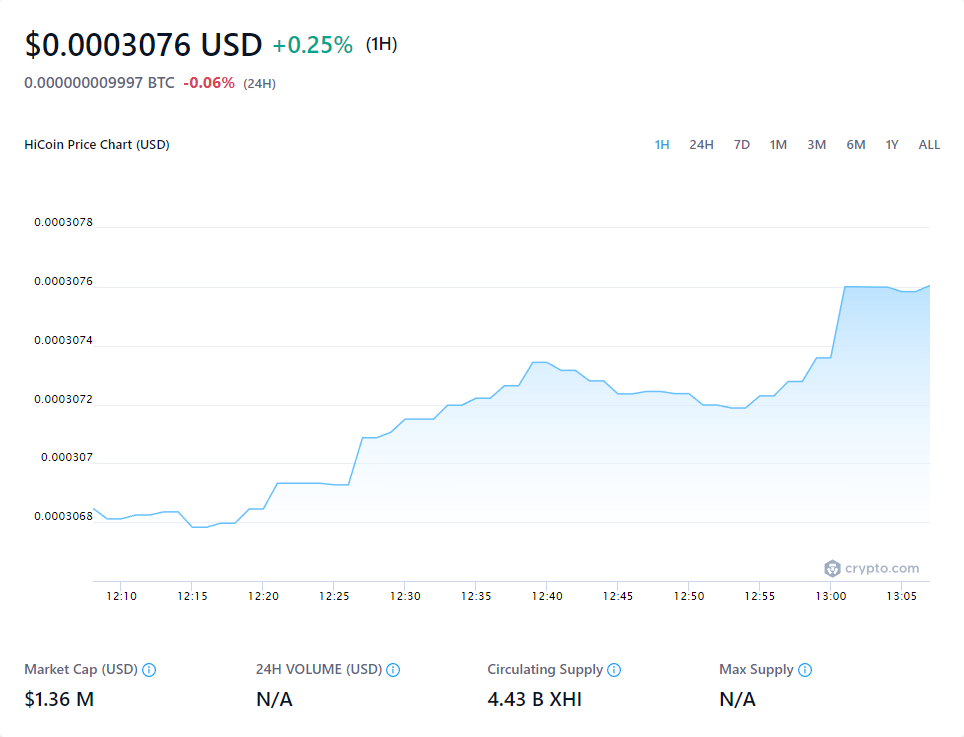 $0.0003076 USD +0.25% (1H)
0.000000009997 BTC -0.06% (24H)
HiCoin Price Chart (USD) 1H 24H 7D 1M 3M 6M 1Y ALL
0.0003078
0.0003076
0.0003074
0.0003072
0.000307
0.0003068
crypto.com
12:10 12:15 12:20 12:25 12:30 12:35 12:40 12:45 12:50 12:55 13:00 13:05
Market Cap (USD) 24H VOLUME (USD) Circulating Supply Max Supply
$1.36 M N/A 4.43 B XHI N/A